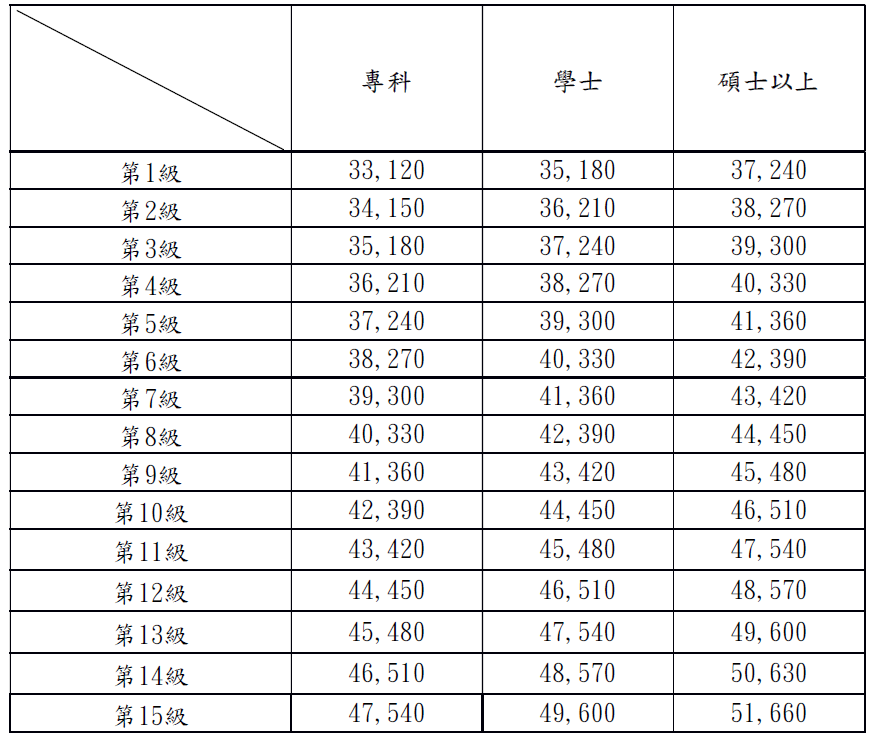 專科 學士 碩士以上
第1級 33,120 35,180 37,240
第2級 34,150 36,210 38,270
第3級 35,180 37,240 39,300
第4級 36,210 38,270 40,330
第5級 37,240 39,300 41,360
第6級 38,270 40,330 42,390
第7級 39,300 41,360 43,420
第8級 40,330 42,390 44,450
第9級 41,360 43,420 45,480
第10級 42,390 44,450 46,510
第11級 43,420 45,480 47,540
第12級 44,450 46,510 48,570
第13級 45,480 47,540 49,600
第14級 46,510 48,570 50,630
第15級 47,540 49,600 51,660